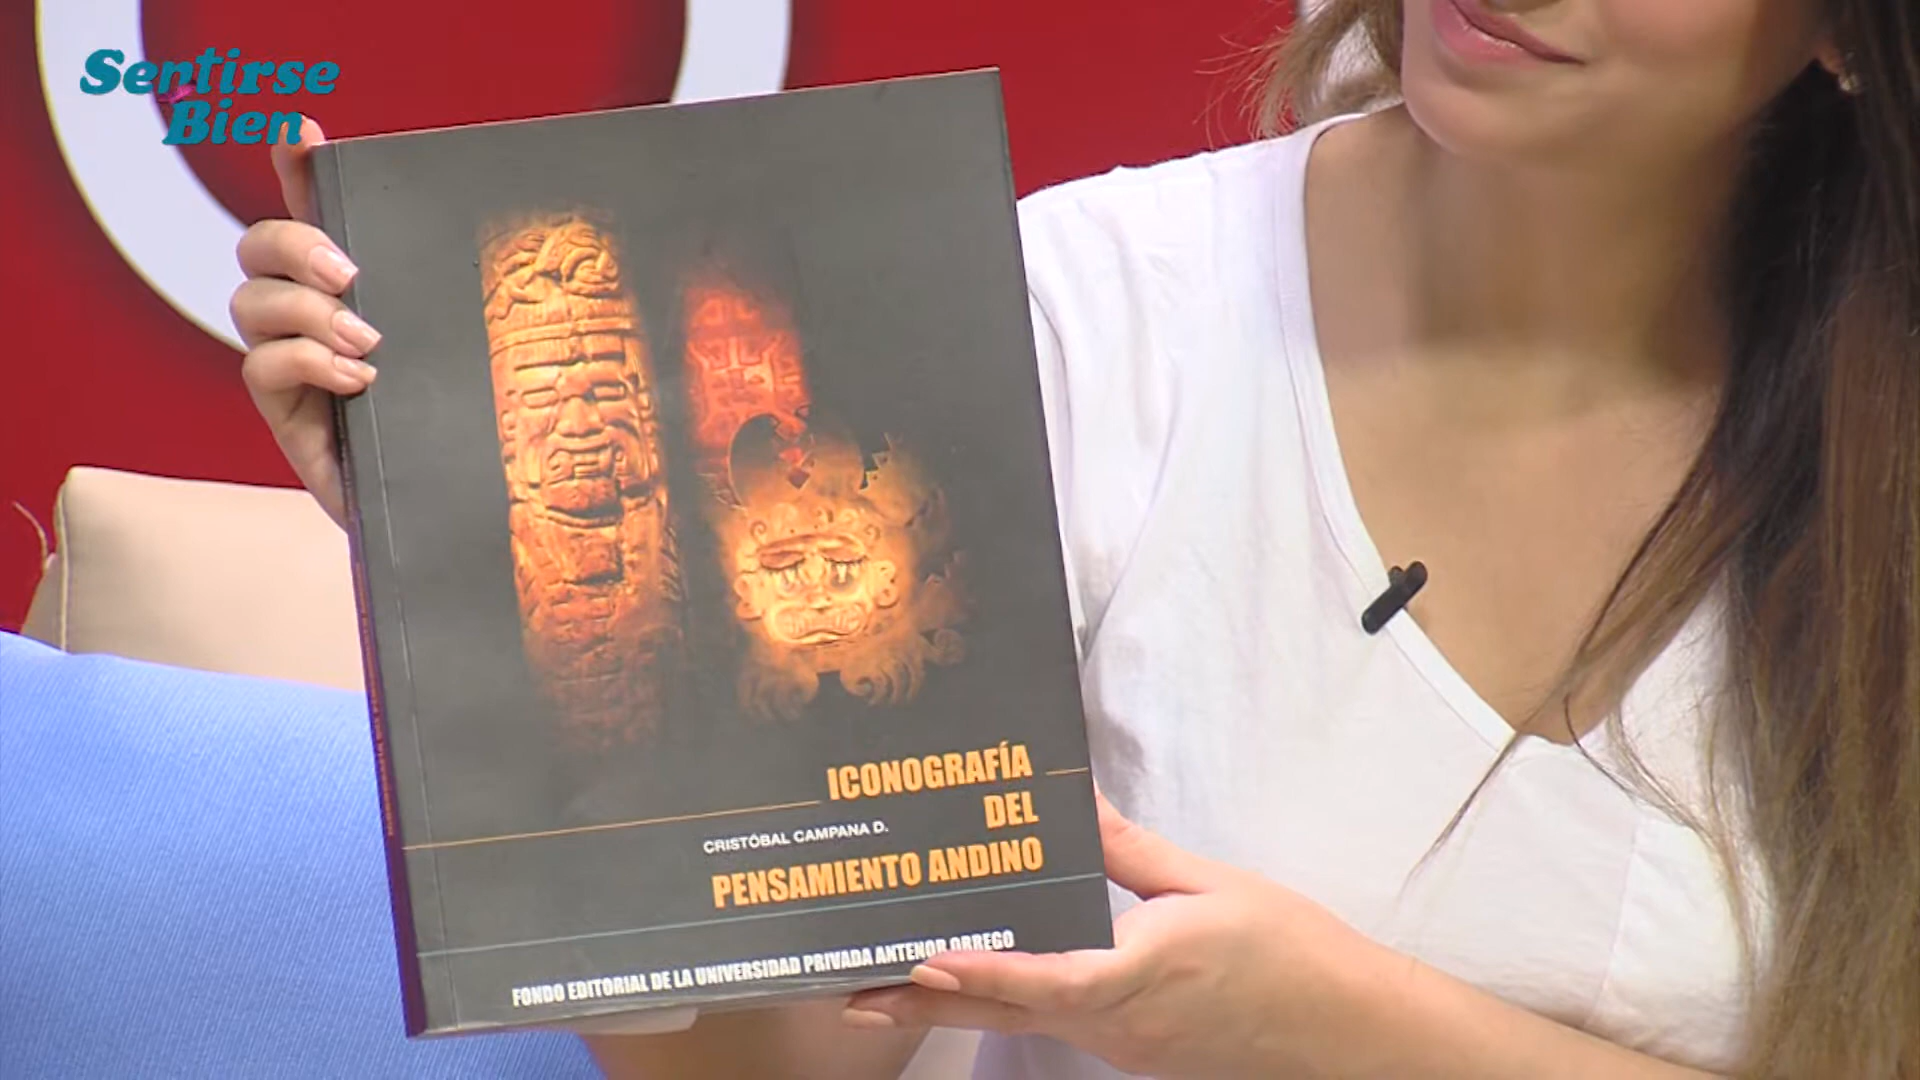 Sentirse
Bien
ICONOGRAFÍA
DEL
CRISTÓBAL CAMPANA D.
PENSAMIENTO ANDINO
FONDO EDITORIAL DE LA UNIVERSIDAD PRIVADA ANTENOR ORREGO